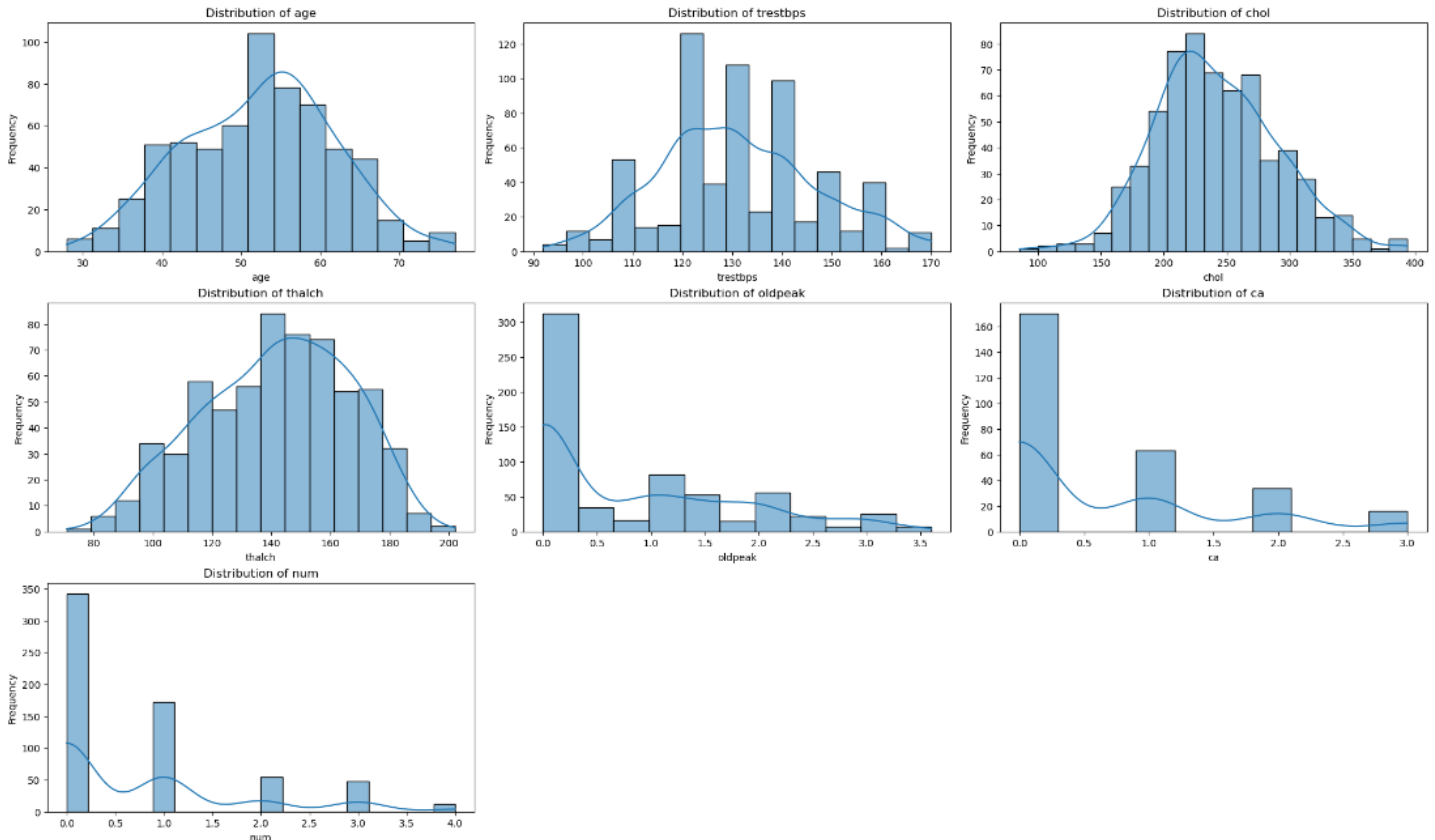 Distribution of age
Frequency
100
80
60
40
20
0
30 40 50 60 70
age
Distribution of trestbps
Frequency
120
100
80
60
40
20
0
90 100 110 120 130 140 150 160 170
trestbps
Distribution of chol
Frequency
80
70
60
50
40
30
20
10
0
100 150 200 250 300 350 400
chol
Distribution of thalch
Frequency
80
70
60
50
40
30
20
10
0
80 100 120 140 160 180 200
thalch
Distribution of oldpeak
Frequency
300
250
200
150
100
50
0
0.0 0.5 1.0 1.5 2.0 2.5 3.0 3.5
oldpeak
Distribution of ca
Frequency
160
140
120
100
80
60
40
20
0
0.0 0.5 1.0 1.5 2.0 2.5 3.0
ca
Distribution of num
Frequency
350
300
250
200
150
100
50
0
0.0 0.5 1.0 1.5 2.0 2.5 3.0 3.5 4.0
num